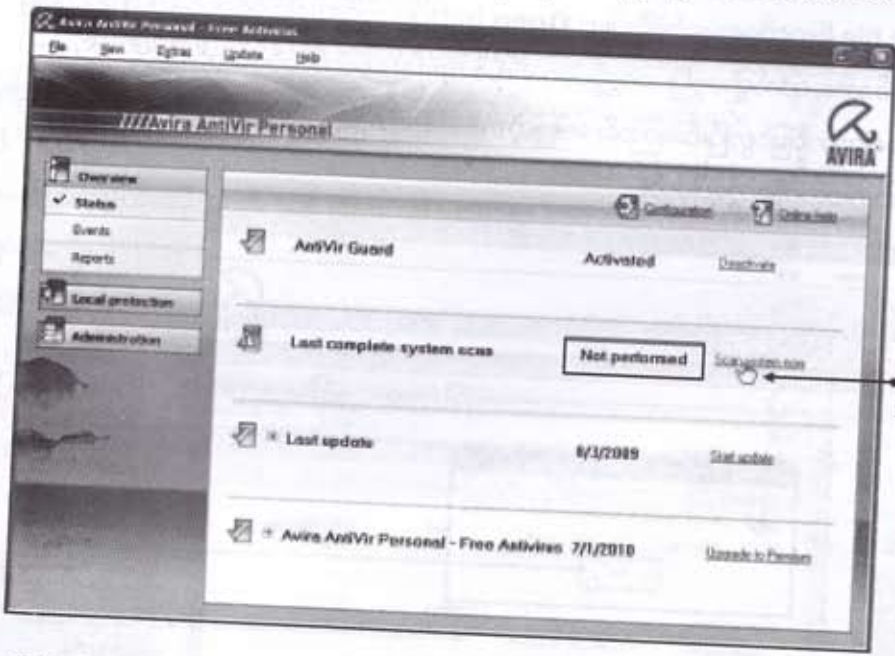 Avira AntiVir Personal - Free Antivirus
File View Extras Update Help
////Avira AntiVir Personal
AVIRA
Overview
Status
Events
Reports
Local protection
Administration
Configuration Online help
AntiVir Guard Activated Deactivate
Last complete system scan Not performed Scan system now
Last update 8/3/2009 Start update
Avira AntiVir Personal - Free Antivirus 7/1/2010 Upgrade to Premium